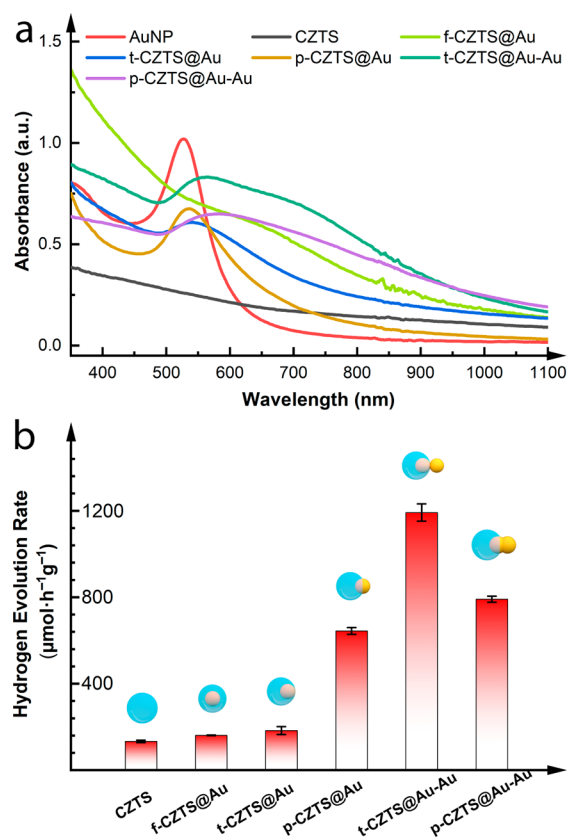 a
AuNP CZTS f-CZTS@Au
t-CZTS@Au p-CZTS@Au t-CZTS@Au-Au
p-CZTS@Au-Au
Absorbance (a.u.)
1.5
1.0
0.5
0.0
400 500 600 700 800 900 1000 1100
Wavelength (nm)
b
Hydrogen Evolution Rate
(μmol·h⁻¹g⁻¹)
1200
800
400
CZTS f-CZTS@Au t-CZTS@Au p-CZTS@Au t-CZTS@Au-Au p-CZTS@Au-Au